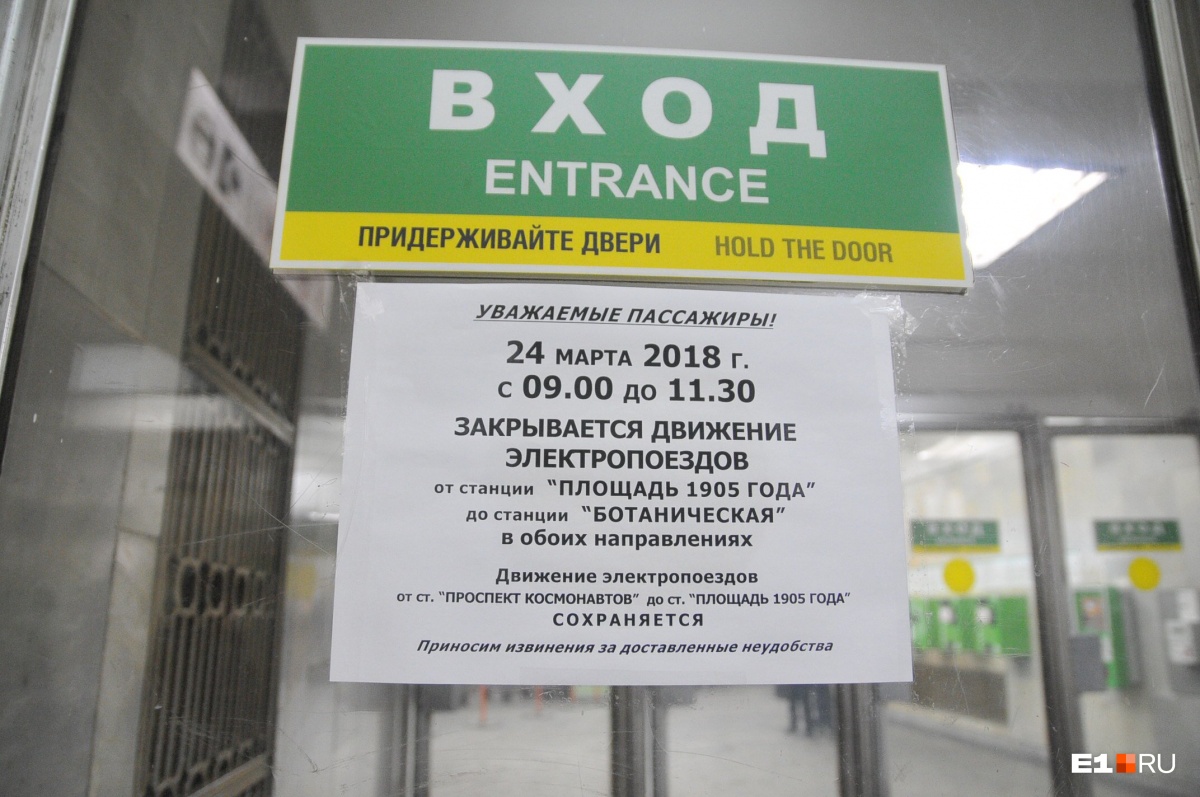 ВХОД
ENTRANCE
ПРИДЕРЖИВАЙТЕ ДВЕРИ HOLD THE DOOR
УВАЖАЕМЫЕ ПАССАЖИРЫ!
24 МАРТА 2018 Г.
С 09.00 ДО 11.30
ЗАКРЫВАЕТСЯ ДВИЖЕНИЕ
ЭЛЕКТРОПОЕЗДОВ
от станции “ПЛОЩАДЬ 1905 ГОДА”
до станции “БОТАНИЧЕСКАЯ”
в обоих направлениях
Движение электропоездов
от ст. “ПРОСПЕКТ КОСМОНАВТОВ” до ст. “ПЛОЩАДЬ 1905 ГОДА”
СОХРАНЯЕТСЯ
Приносим извинения за доставленные неудобства
E1.RU